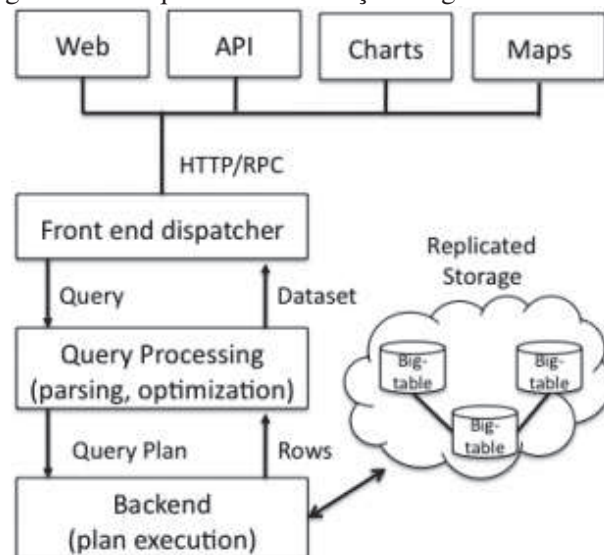 Web
API
Charts
Maps
HTTP/RPC
Front end dispatcher
Query
Dataset
Replicated
Storage
Query Processing
(parsing, optimization)
Big-
table
Big-
table
Big-
table
Query Plan
Rows
Backend
(plan execution)